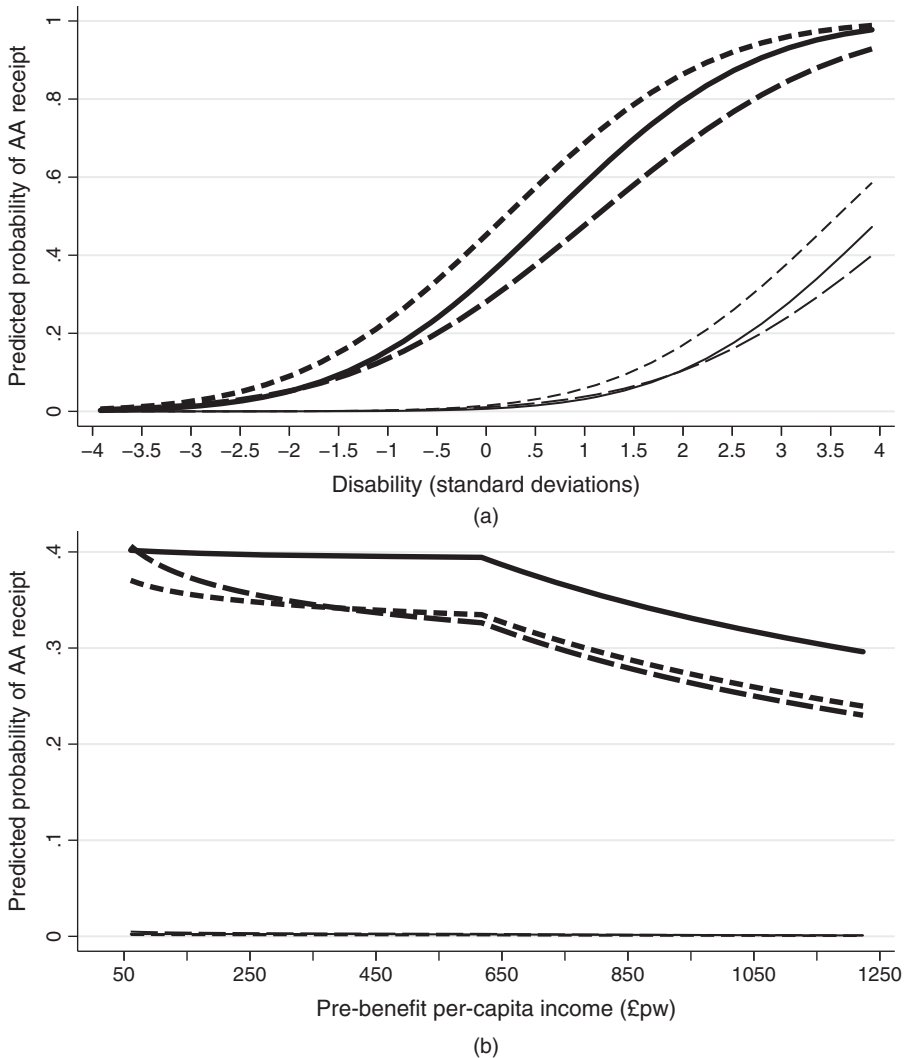 Predicted probability of AA receipt
1
.8
.6
.4
.2
0
−4 −3.5 −3 −2.5 −2 −1.5 −1 −.5 0 .5 1 1.5 2 2.5 3 3.5 4
Disability (standard deviations)
(a)
Predicted probability of AA receipt
.4
.3
.2
.1
0
50 250 450 650 850 1050 1250
Pre-benefit per-capita income (£pw)
(b)